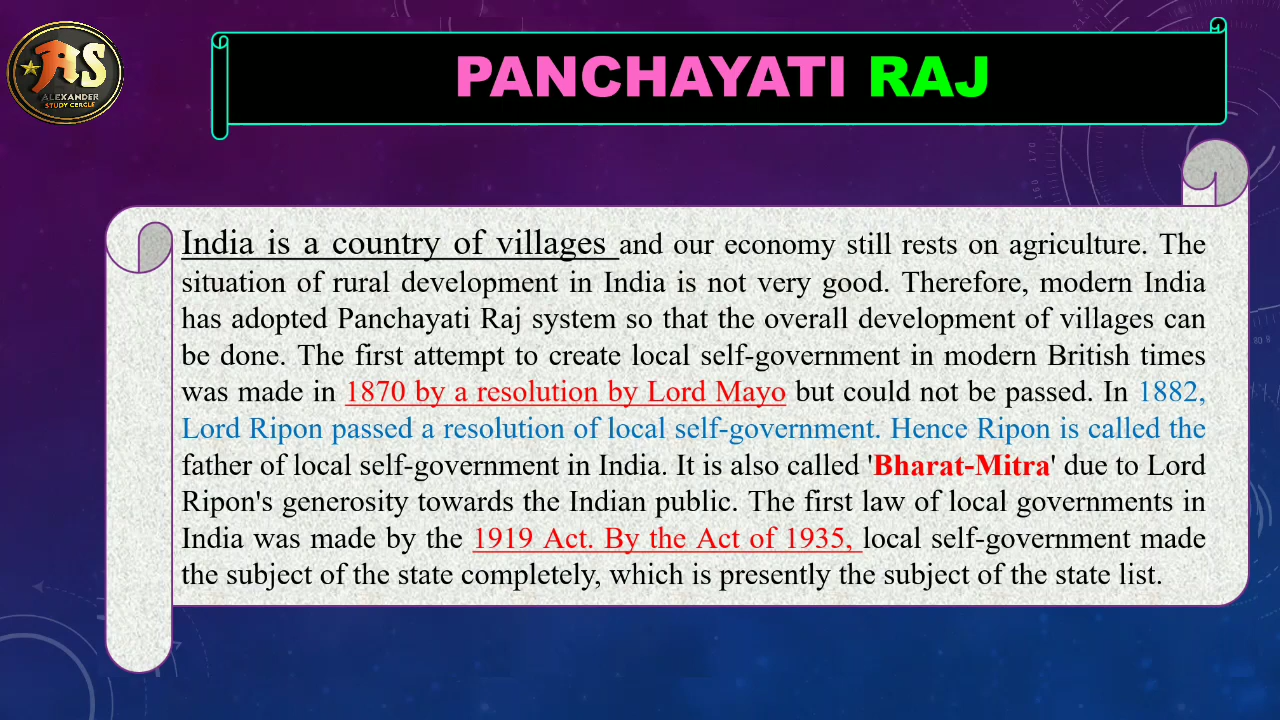 AS
ALEXANDER
STUDY CERCLE
PANCHAYATI RAJ
170
160
80 8
India is a country of villages and our economy still rests on agriculture. The
situation of rural development in India is not very good. Therefore, modern India
has adopted Panchayati Raj system so that the overall development of villages can
be done. The first attempt to create local self-government in modern British times
was made in 1870 by a resolution by Lord Mayo but could not be passed. In 1882,
Lord Ripon passed a resolution of local self-government. Hence Ripon is called the
father of local self-government in India. It is also called 'Bharat-Mitra' due to Lord
Ripon's generosity towards the Indian public. The first law of local governments in
India was made by the 1919 Act. By the Act of 1935, local self-government made
the subject of the state completely, which is presently the subject of the state list.